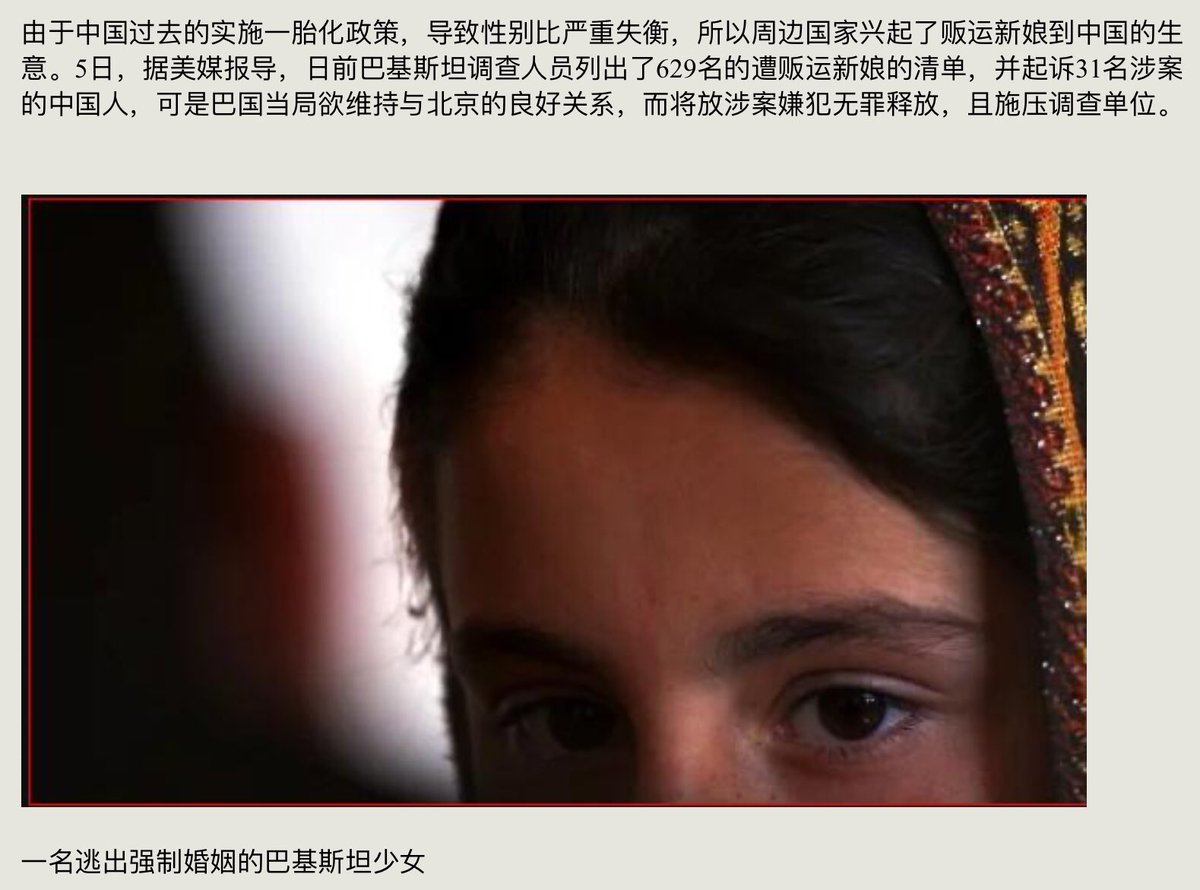 由于中国过去的实施一胎化政策，导致性别比严重失衡，所以周边国家兴起了贩运新娘到中国的生
意。5日，据美媒报导，日前巴基斯坦调查人员列出了629名的遭贩运新娘的清单，并起诉31名涉案
的中国人，可是巴国当局欲维持与北京的良好关系，而将放涉案嫌犯无罪释放，且施压调查单位。
一名逃出强制婚姻的巴基斯坦少女